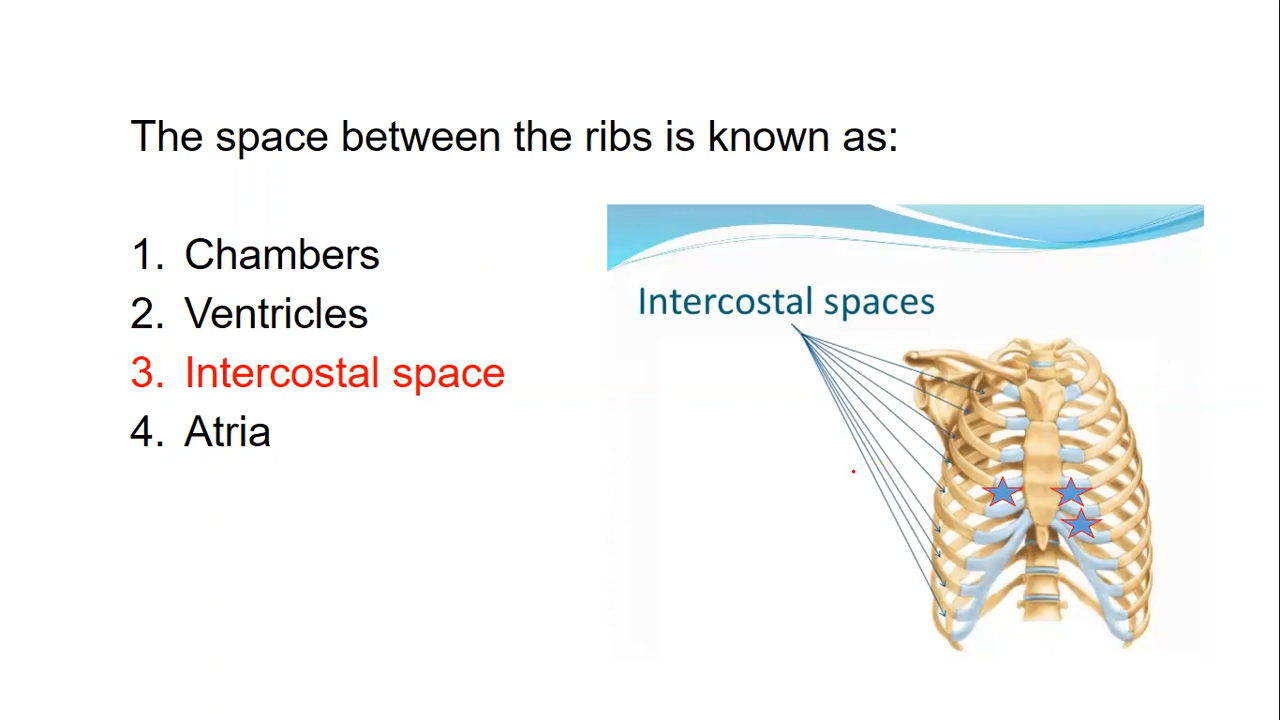 The space between the ribs is known as:
1. Chambers
2. Ventricles
3. Intercostal space
4. Atria
Intercostal spaces